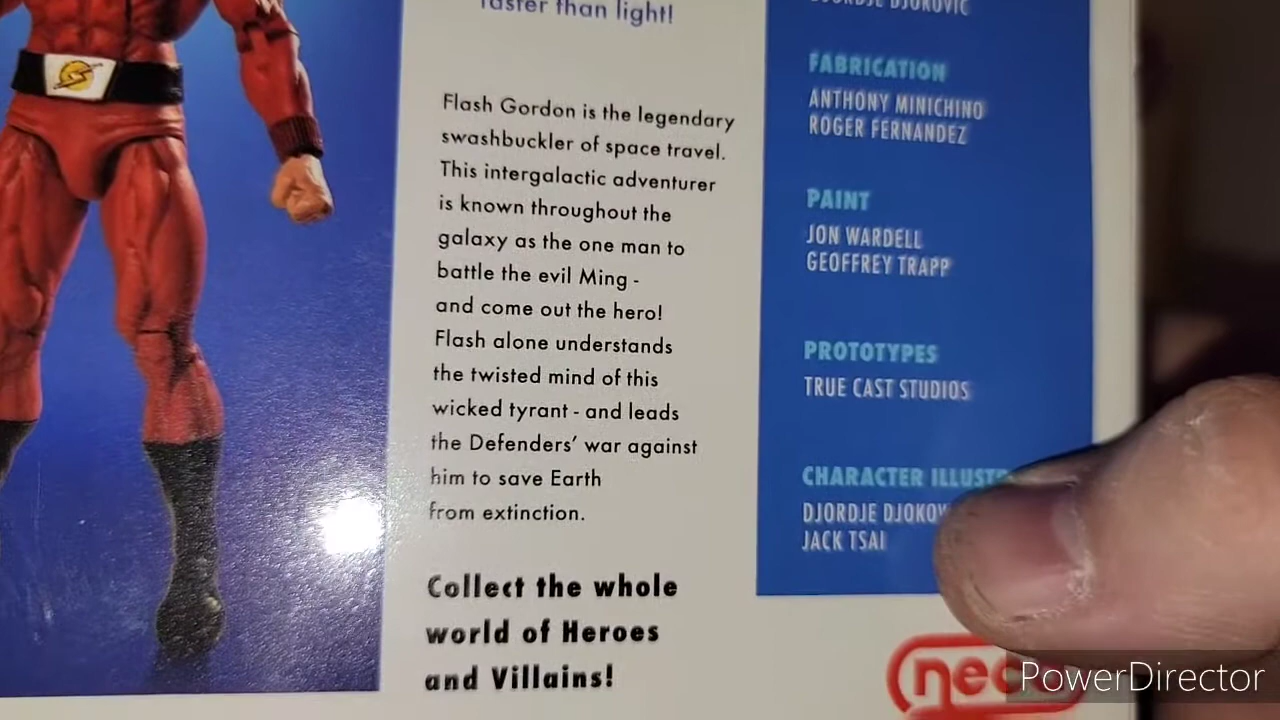 faster than light!
Flash Gordon is the legendary
swashbuckler of space travel.
This intergalactic adventurer
is known throughout the
galaxy as the one man to
battle the evil Ming -
and come out the hero!
Flash alone understands
the twisted mind of this
wicked tyrant - and leads
the Defenders' war against
him to save Earth
from extinction.
Collect the whole
world of Heroes
and Villains!
DJORDJE DJOKOVIC
FABRICATION
ANTHONY MINICHINO
ROGER FERNANDEZ
PAINT
JON WARDELL
GEOFFREY TRAPP
PROTOTYPES
TRUE CAST STUDIOS
CHARACTER
DJORDJE
JACK TSAI
PowerDirector